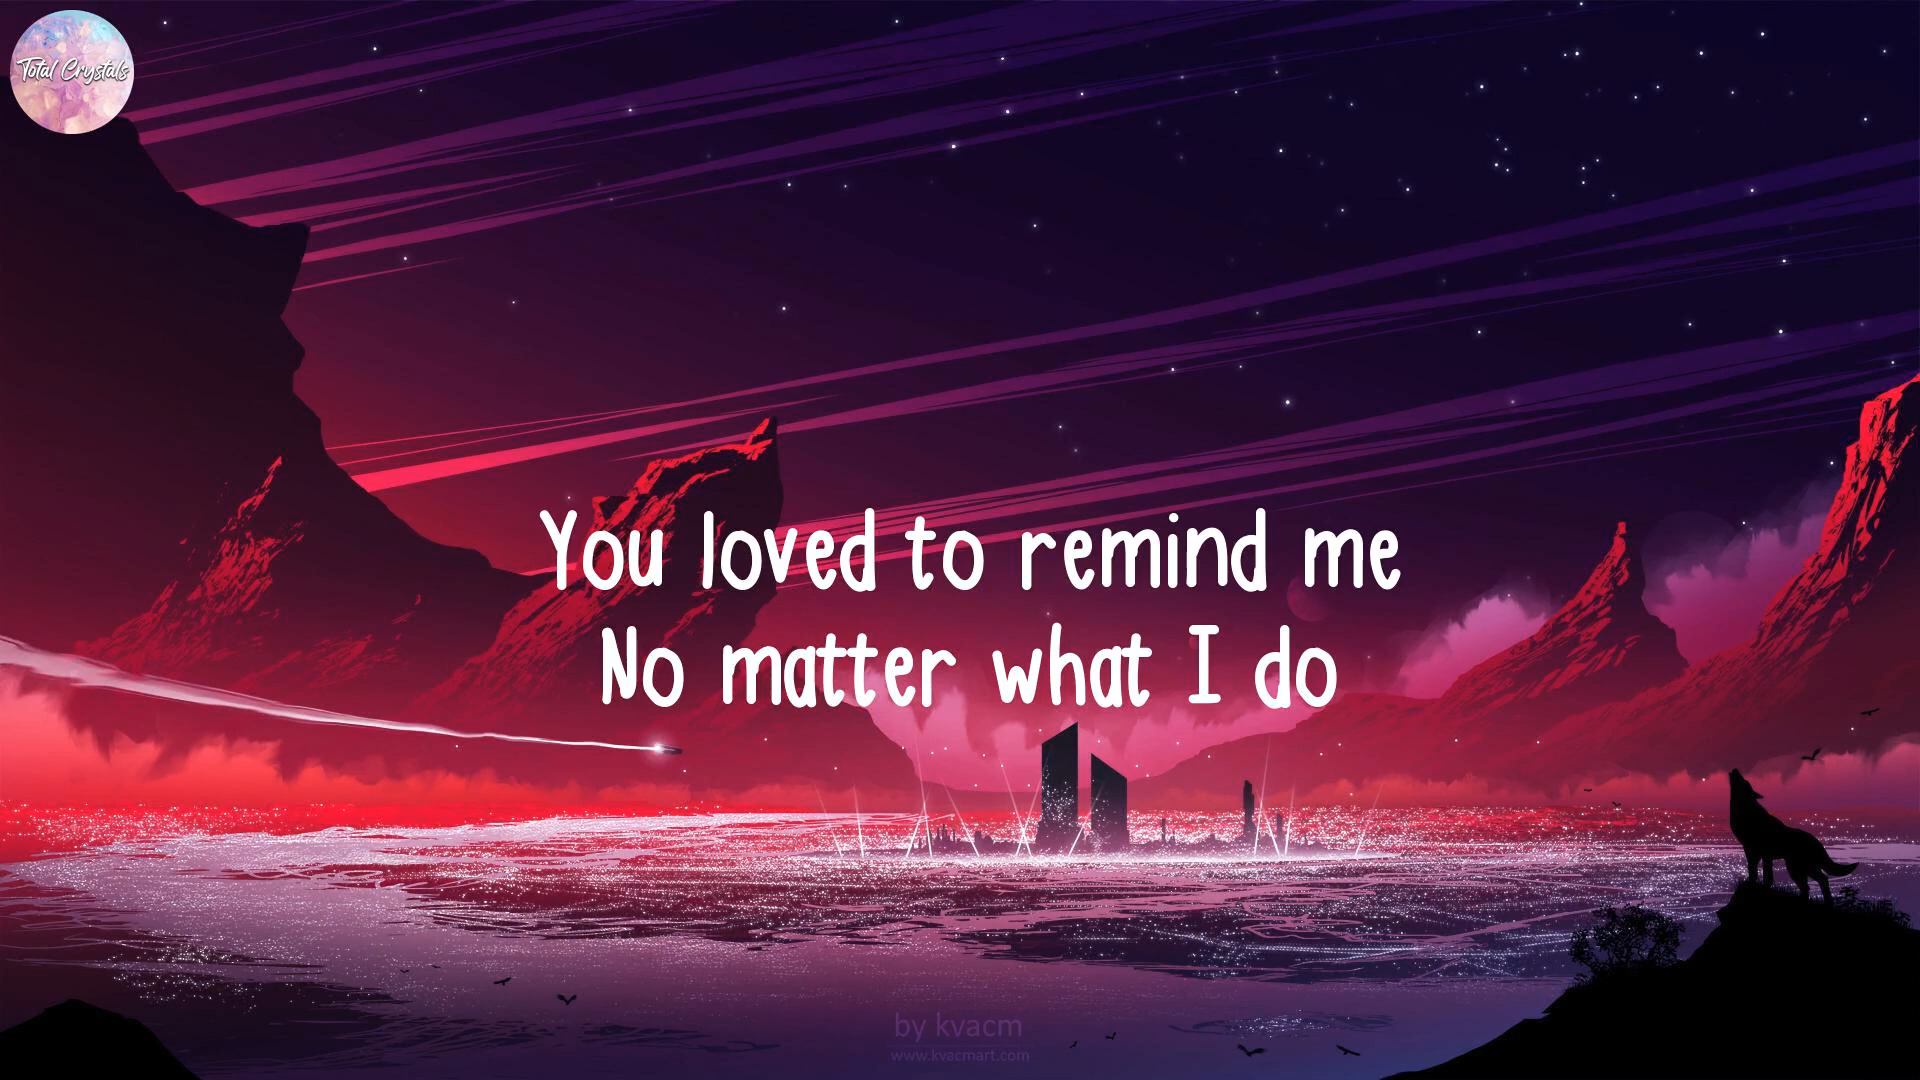 Total Crystals
You loved to remind me
No matter what I do
by kvacm
www.kvacmart.com